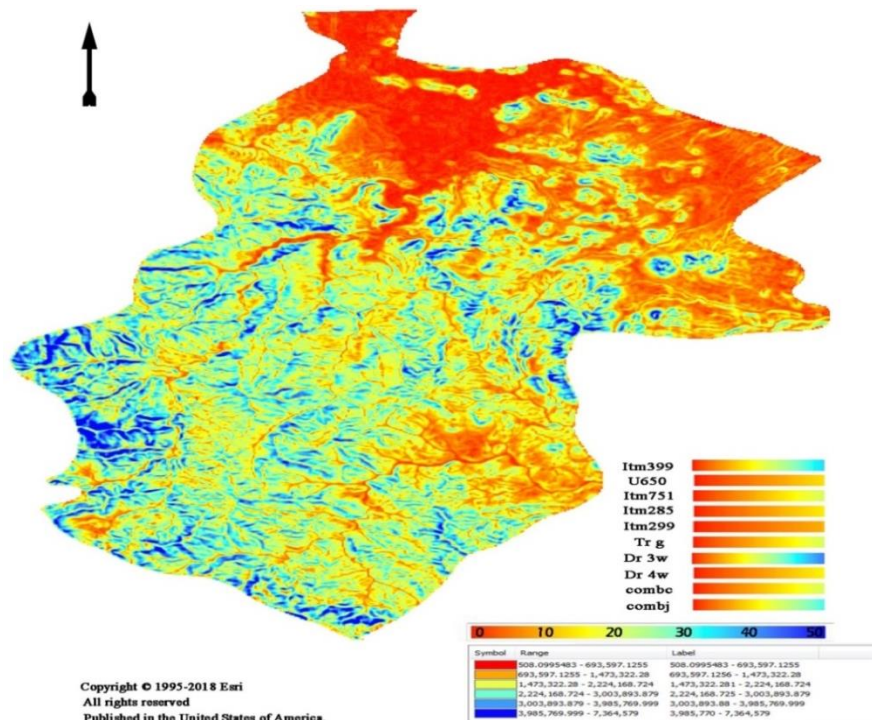 Itm399
U650
Itm751
Itm285
Itm299
Tr g
Dr 3w
Dr 4w
combc
combj
0 10 20 30 40 50
Symbol Range Label
508.0995483 - 693,597.1255 508.0995483 - 693,597.1255
693,597.1255 - 1,473,322.28 693,597.1256 - 1,473,322.28
1,473,322.28 - 2,224,168.724 1,473,322.281 - 2,224,168.724
2,224,168.724 - 3,003,893.879 2,224,168.725 - 3,003,893.879
3,003,893.879 - 3,985,769.999 3,003,893.88 - 3,985,769.999
3,985,769.999 - 7,364,579 3,985,770 - 7,364,579
Copyright © 1995-2018 Esri
All rights reserved
Published in the United States of America